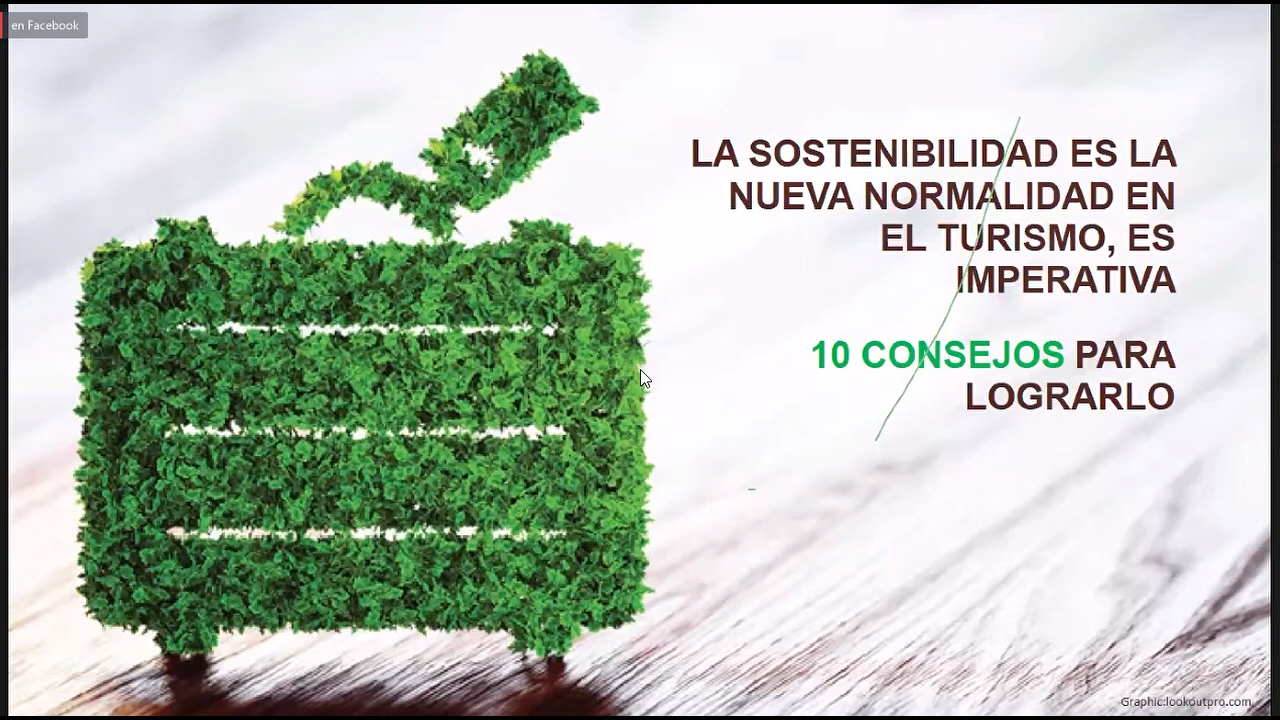 en Facebook
LA SOSTENIBILIDAD ES LA
NUEVA NORMALIDAD EN
EL TURISMO, ES
IMPERATIVA
10 CONSEJOS PARA
LOGRARLO
Graphic:lookoutpro.com